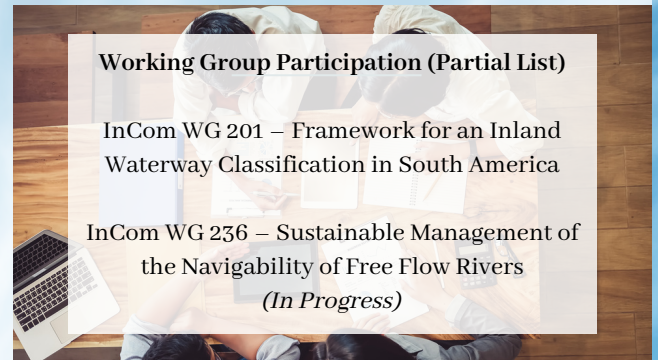 Working Group Participation (Partial List)
InCom WG 201 – Framework for an Inland
Waterway Classification in South America
InCom WG 236 – Sustainable Management of
the Navigability of Free Flow Rivers
(In Progress)